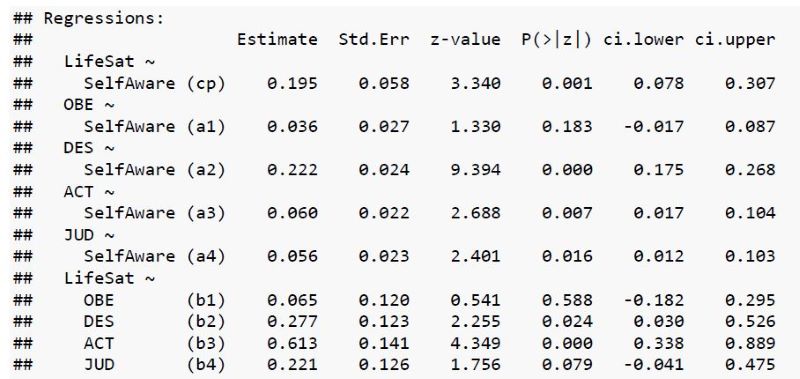 ## Regressions:
##                    Estimate  Std.Err  z-value  P(>|z|) ci.lower ci.upper
##   LifeSat ~
##     SelfAware (cp)    0.195    0.058    3.340    0.001    0.078    0.307
##   OBE ~
##     SelfAware (a1)    0.036    0.027    1.330    0.183   -0.017    0.087
##   DES ~
##     SelfAware (a2)    0.222    0.024    9.394    0.000    0.175    0.268
##   ACT ~
##     SelfAware (a3)    0.060    0.022    2.688    0.007    0.017    0.104
##   JUD ~
##     SelfAware (a4)    0.056    0.023    2.401    0.016    0.012    0.103
##   LifeSat ~
##     OBE       (b1)    0.065    0.120    0.541    0.588   -0.182    0.295
##     DES       (b2)    0.277    0.123    2.255    0.024    0.030    0.526
##     ACT       (b3)    0.613    0.141    4.349    0.000    0.338    0.889
##     JUD       (b4)    0.221    0.126    1.756    0.079   -0.041    0.475